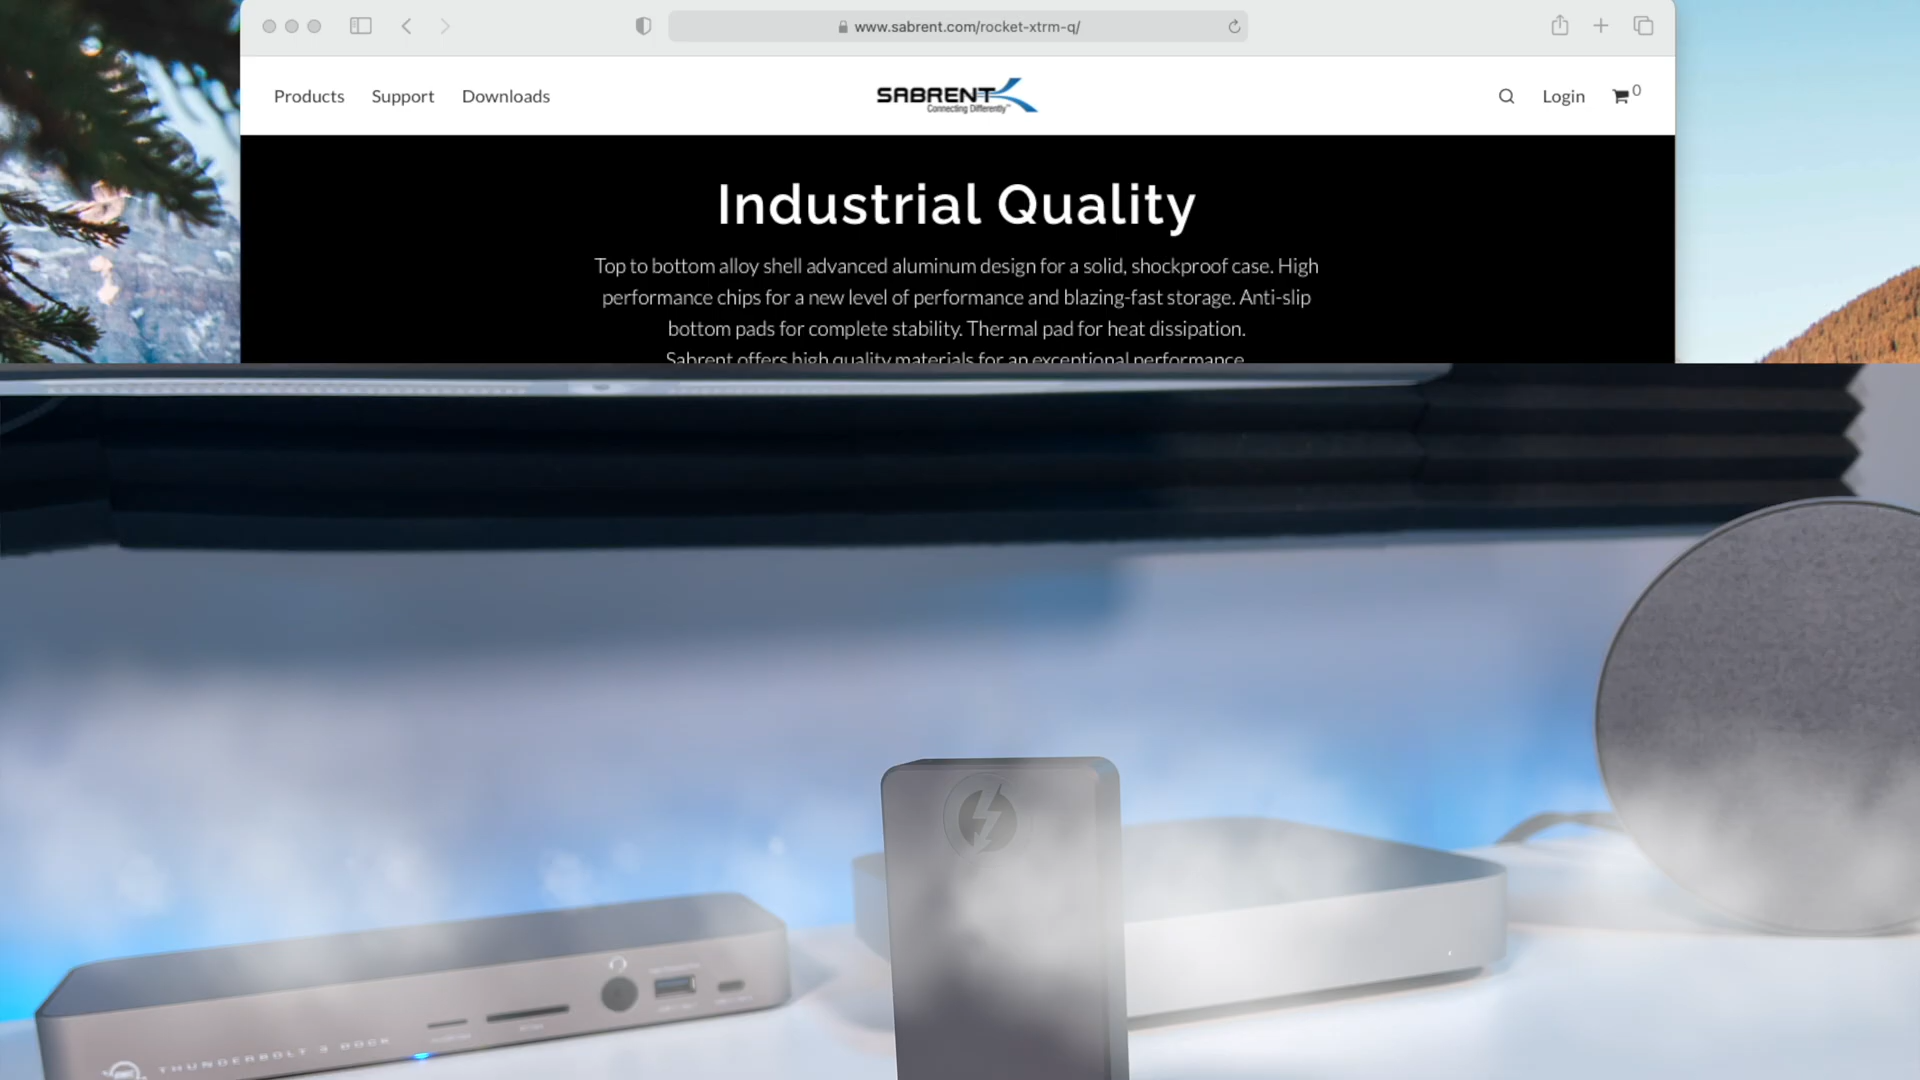 www.sabrent.com/rocket-xtrm-q/
Products Support Downloads
SABRENT
Connecting Differently™
Login 0
Industrial Quality
Top to bottom alloy shell advanced aluminum design for a solid, shockproof case. High
performance chips for a new level of performance and blazing-fast storage. Anti-slip
bottom pads for complete stability. Thermal pad for heat dissipation.
Sabrent offers high quality materials for an exceptional performance
THUNDERBOLT 3 DOCK